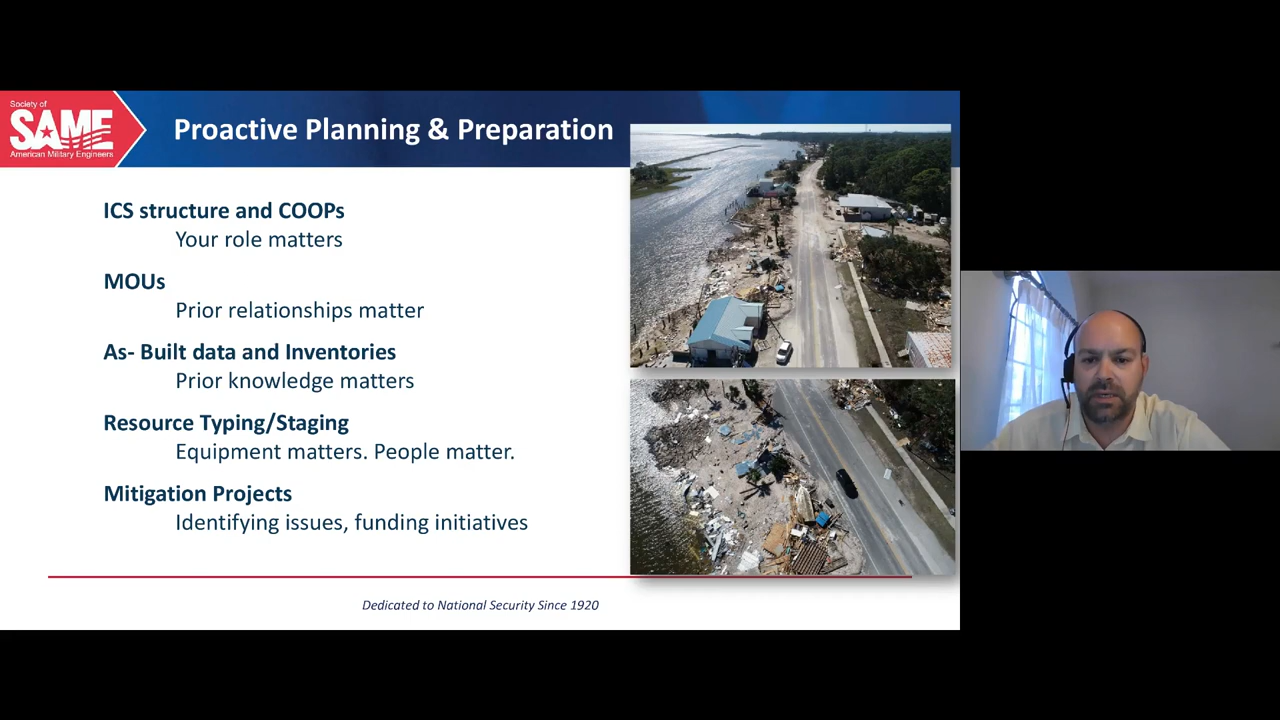 Society of
SAME
American Military Engineers
Proactive Planning & Preparation
ICS structure and COOPs
Your role matters
MOUs
Prior relationships matter
As- Built data and Inventories
Prior knowledge matters
Resource Typing/Staging
Equipment matters. People matter.
Mitigation Projects
Identifying issues, funding initiatives
Dedicated to National Security Since 1920